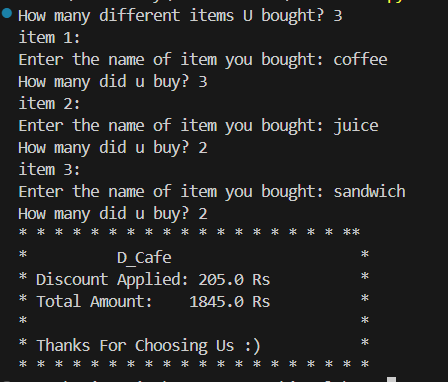 How many different items U bought? 3
item 1:
Enter the name of item you bought: coffee
How many did u buy? 3
item 2:
Enter the name of item you bought: juice
How many did u buy? 2
item 3:
Enter the name of item you bought: sandwich
How many did u buy? 2
* * * * * * * * * * * * * * * * * * **
*          D_Cafe                     *
* Discount Applied: 205.0 Rs          *
* Total Amount:    1845.0 Rs          *
*                                     *
* Thanks For Choosing Us :)           *
* * * * * * * * * * * * * * * * * * * *